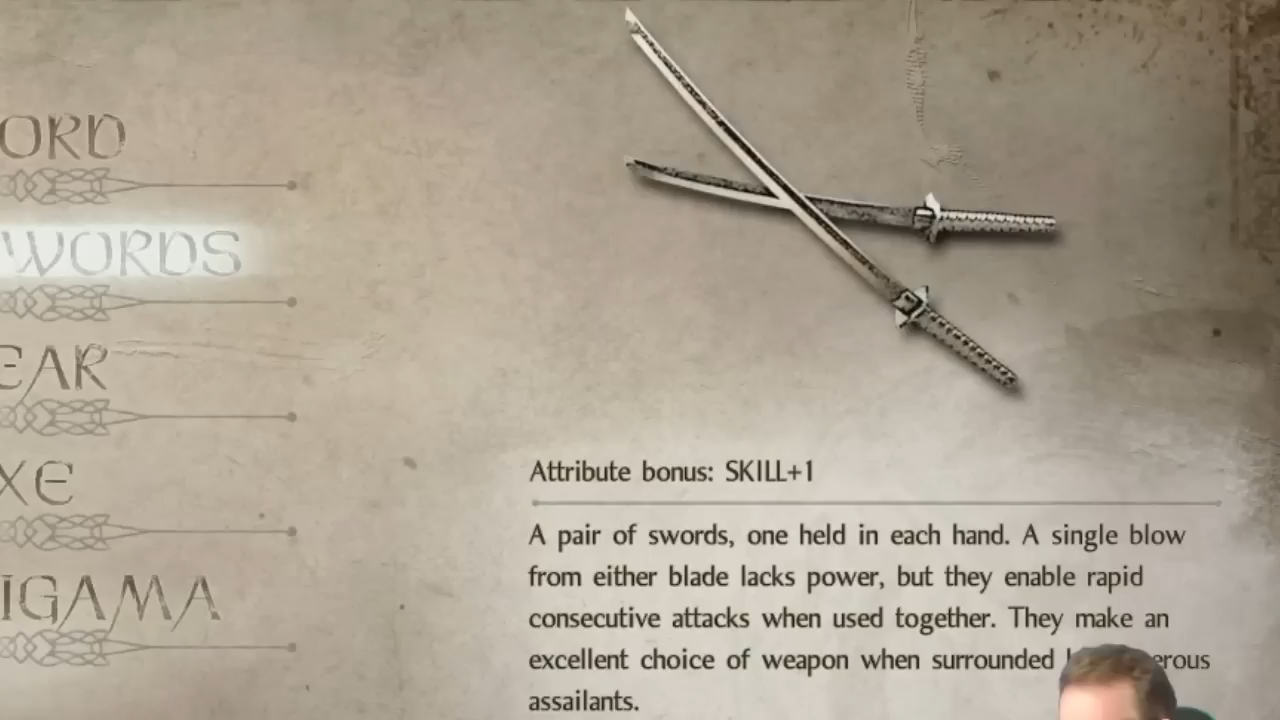 ORD
WORDS
EAR
XE
IGAMA
Attribute bonus: SKILL+1
A pair of swords, one held in each hand. A single blow
from either blade lacks power, but they enable rapid
consecutive attacks when used together. They make an
excellent choice of weapon when surrounded erous
assailants.